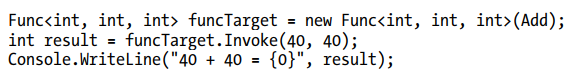 Func<int, int, int> funcTarget = new Func<int, int, int>(Add);
int result = funcTarget.Invoke(40, 40);
Console.WriteLine("40 + 40 = {0}", result);